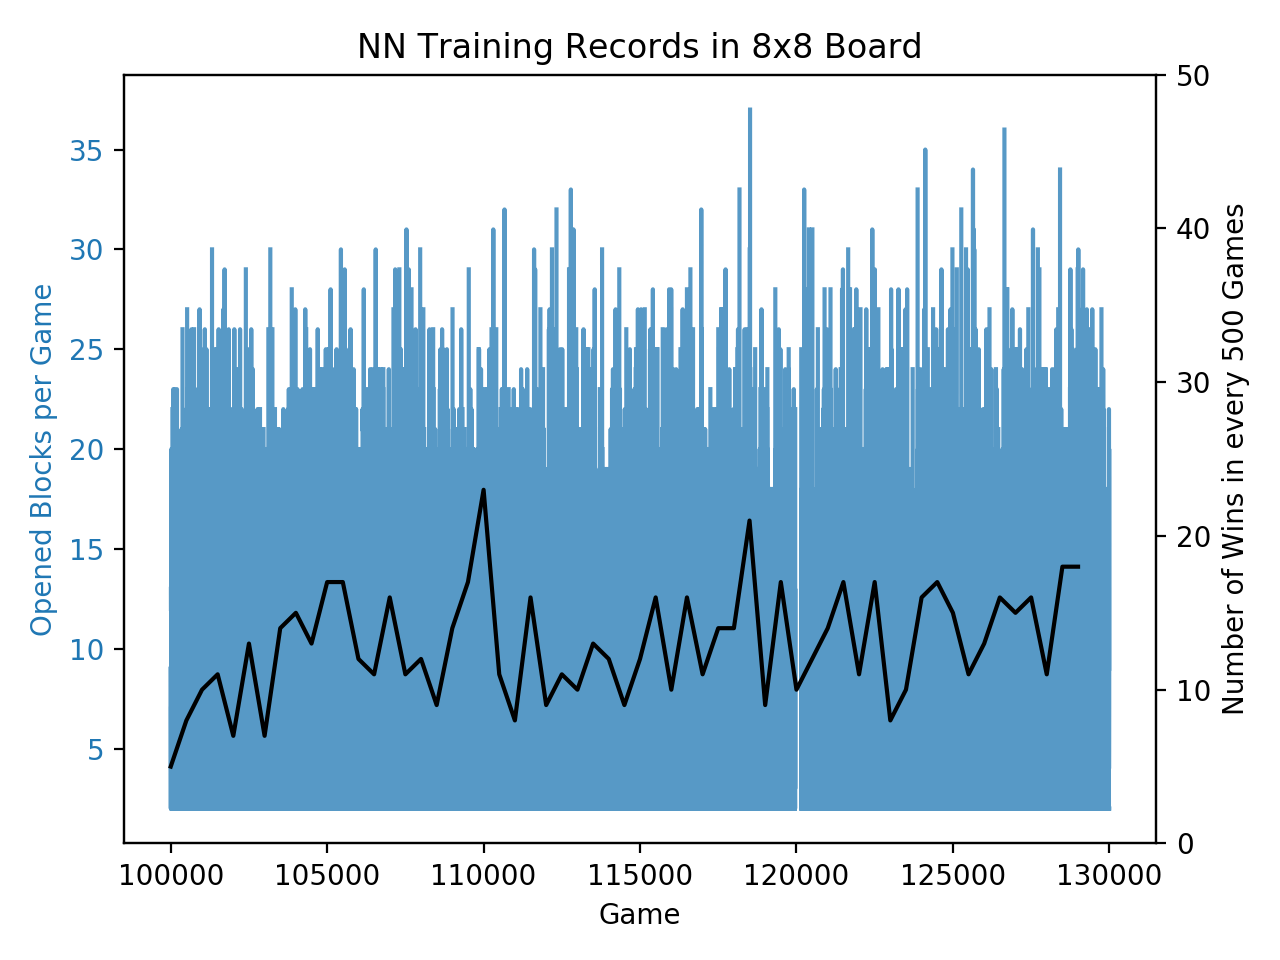 NN Training Records in 8x8 Board
Opened Blocks per Game
35
30
25
20
15
10
5
50
40
30
20
10
0
Number of Wins in every 500 Games
100000 105000 110000 115000 120000 125000 130000
Game